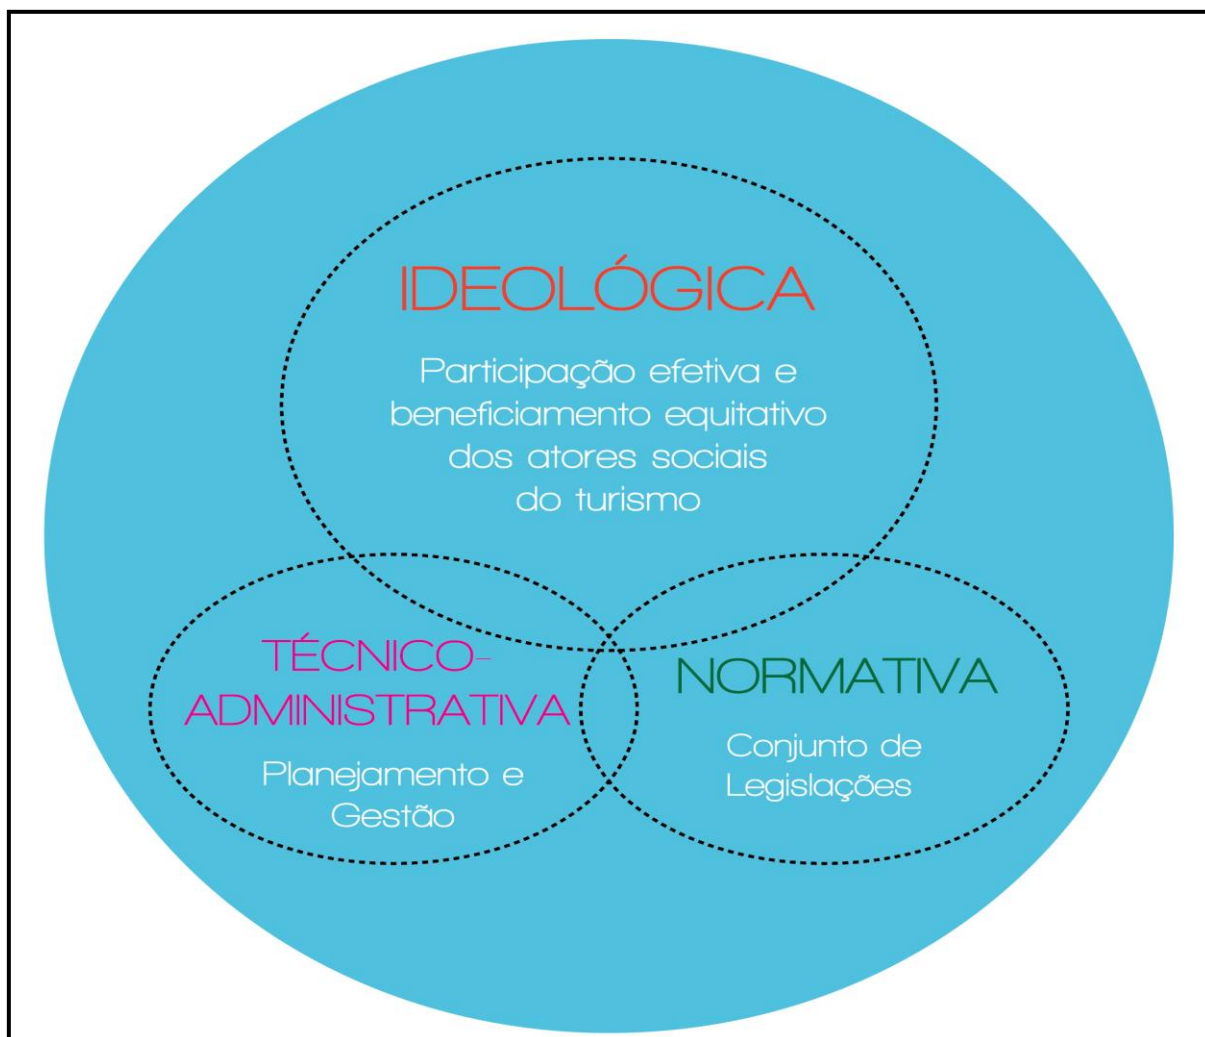 IDEOLÓGICA
Participação efetiva e
beneficiamento equitativo
dos atores sociais
do turismo
TÉCNICO-
ADMINISTRATIVA
Planejamento e
Gestão
NORMATIVA
Conjunto de
Legislações